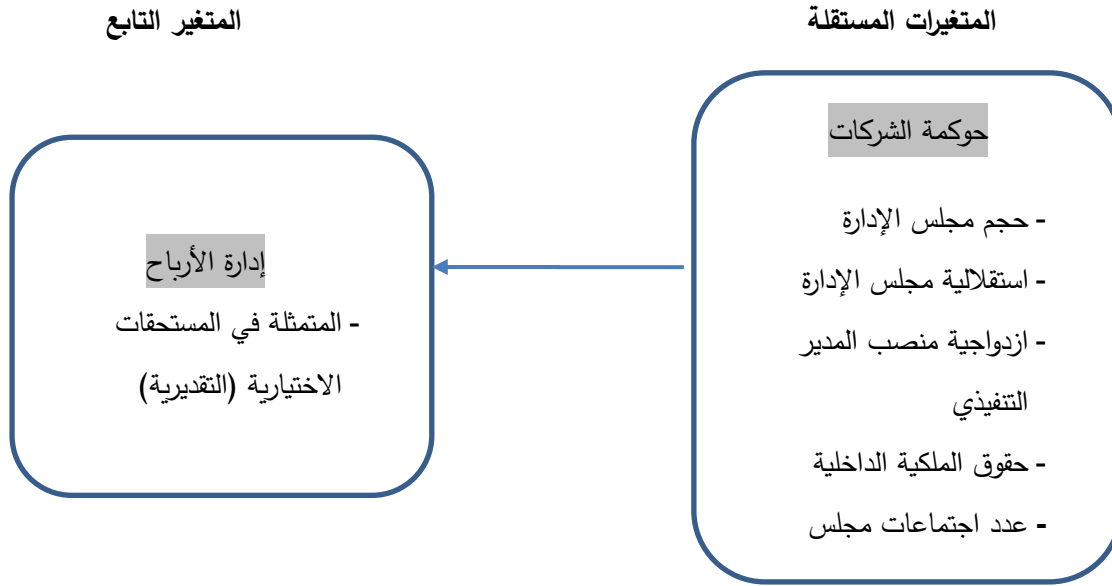 المتغيرات المستقلة
حوكمة الشركات
- حجم مجلس الإدارة
- استقلالية مجلس الإدارة
- ازدواجية منصب المدير
التنفيذي
- حقوق الملكية الداخلية
- عدد اجتماعات مجلس
المتغير التابع
إدارة الأرباح
- المتمثلة في المستحقات
الاختيارية (التقديرية)